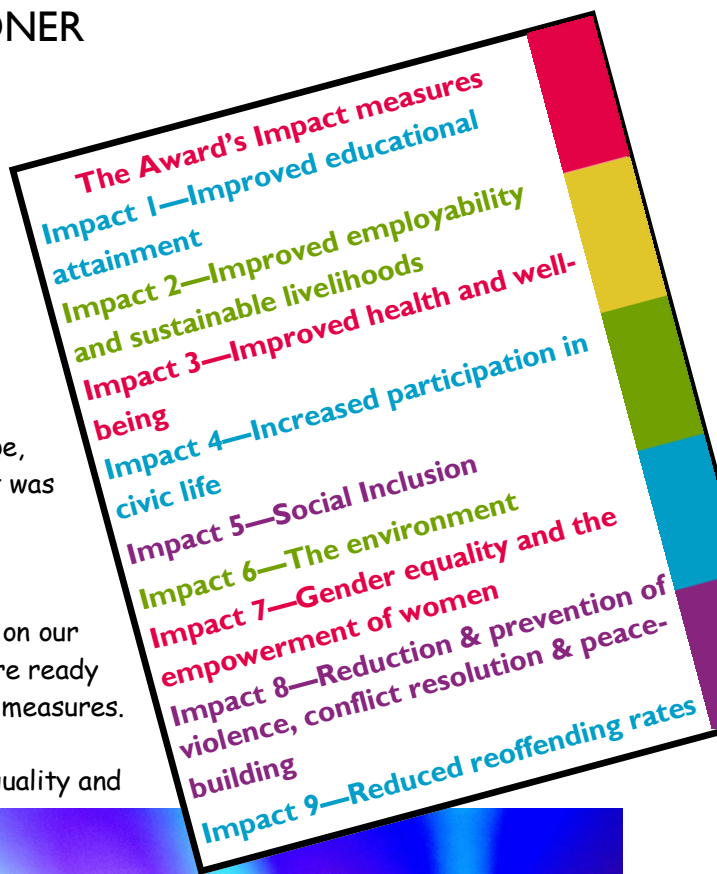 ONER
The Award's Impact measures
Impact 1—Improved educational
attainment
Impact 2—Improved employability
and sustainable livelihoods
Impact 3—Improved health and well-
being
Impact 4—Increased participation in
civic life
Impact 5—Social Inclusion
Impact 6—The environment
Impact 7—Gender equality and the
empowerment of women
Impact 8—Reduction & prevention of
violence, conflict resolution & peace-
building
Impact 9—Reduced reoffending rates
was
on our
re ready
measures.
uality and